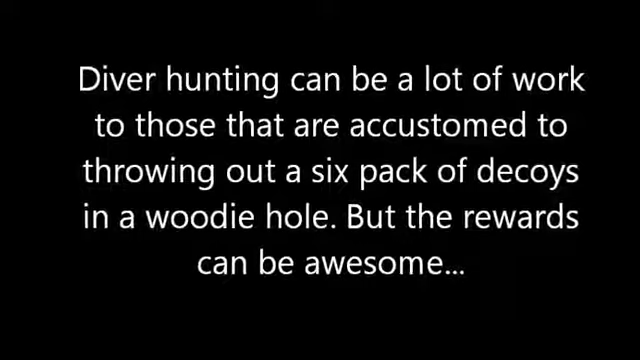 Diver hunting can be a lot of work
to those that are accustomed to
throwing out a six pack of decoys
in a woodie hole. But the rewards
can be awesome...